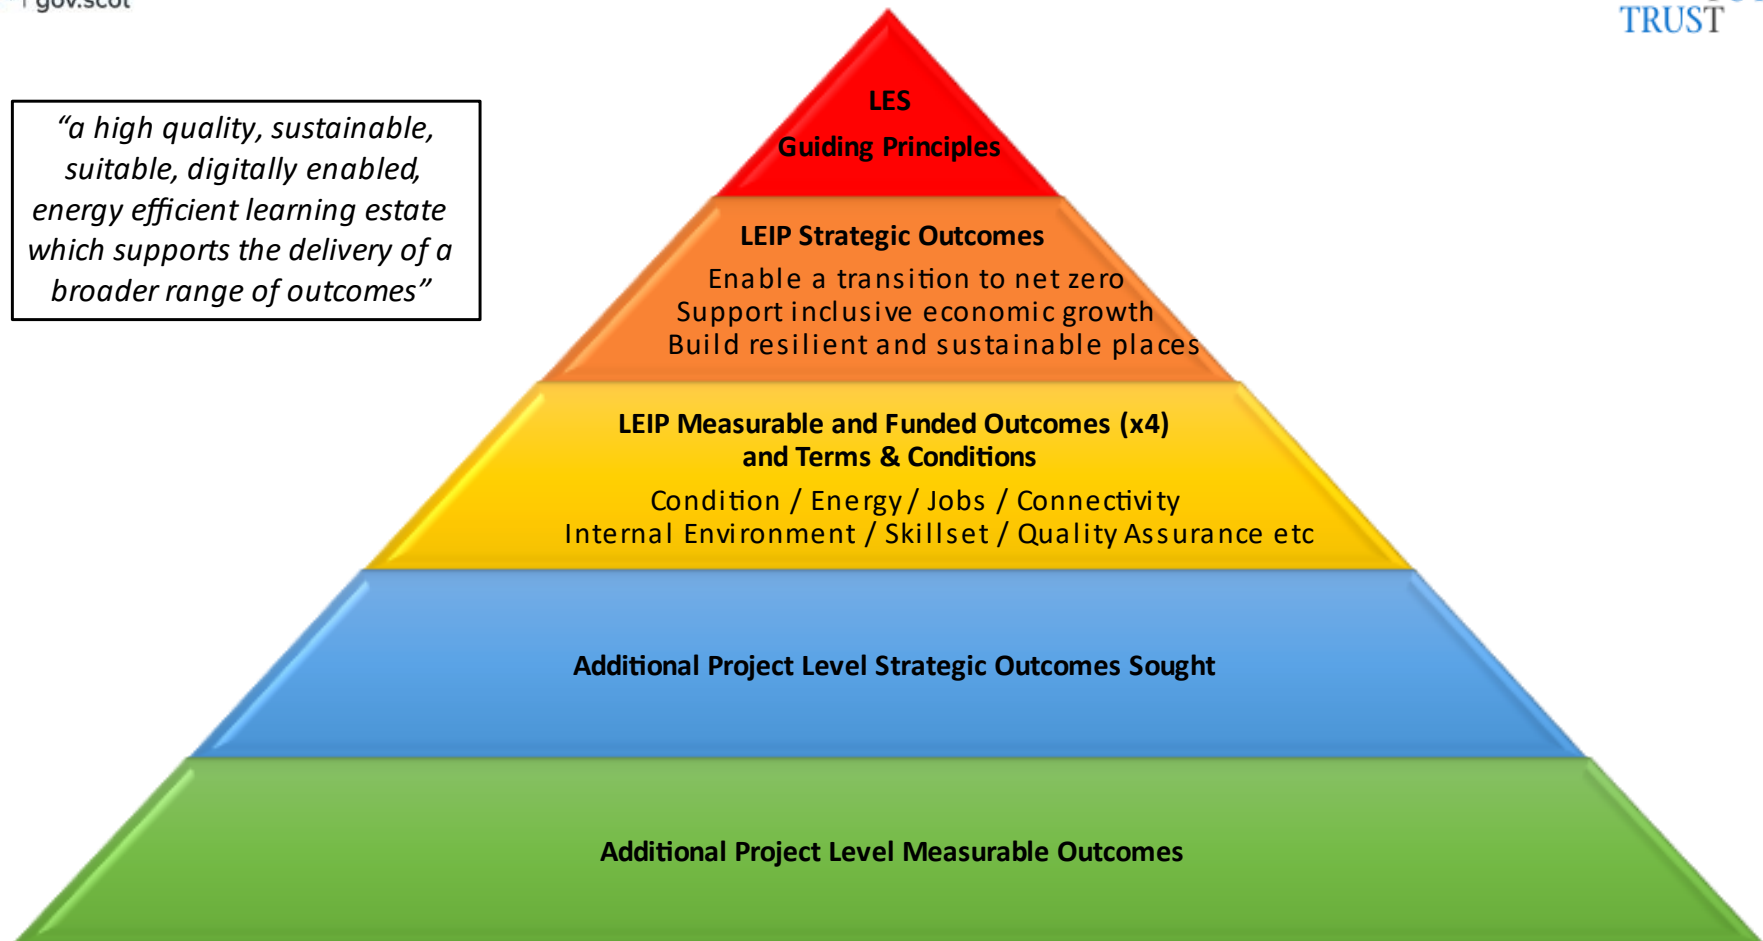 gov.scot
TRUST
“a high quality, sustainable,
suitable, digitally enabled,
energy efficient learning estate
which supports the delivery of a
broader range of outcomes”
LES
Guiding Principles
LEIP Strategic Outcomes
Enable a transition to net zero
Support inclusive economic growth
Build resilient and sustainable places
LEIP Measurable and Funded Outcomes (x4)
and Terms & Conditions
Condition / Energy / Jobs / Connectivity
Internal Environment / Skillset / Quality Assurance etc
Additional Project Level Strategic Outcomes Sought
Additional Project Level Measurable Outcomes